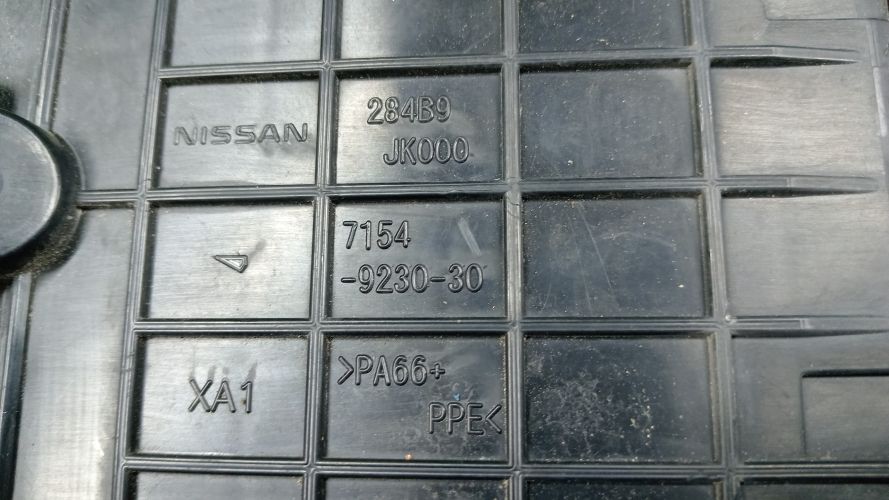 NISSAN
284B9
JK000
7154
-9230-30
XA1
>PA66+
PPE<